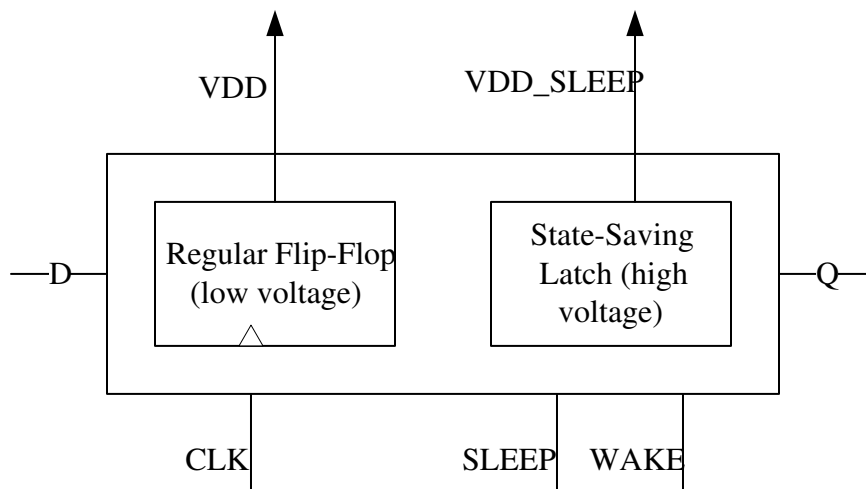 VDD
VDD_SLEEP
Regular Flip-Flop
(low voltage)
State-Saving
Latch (high
voltage)
D
Q
CLK
SLEEP
WAKE